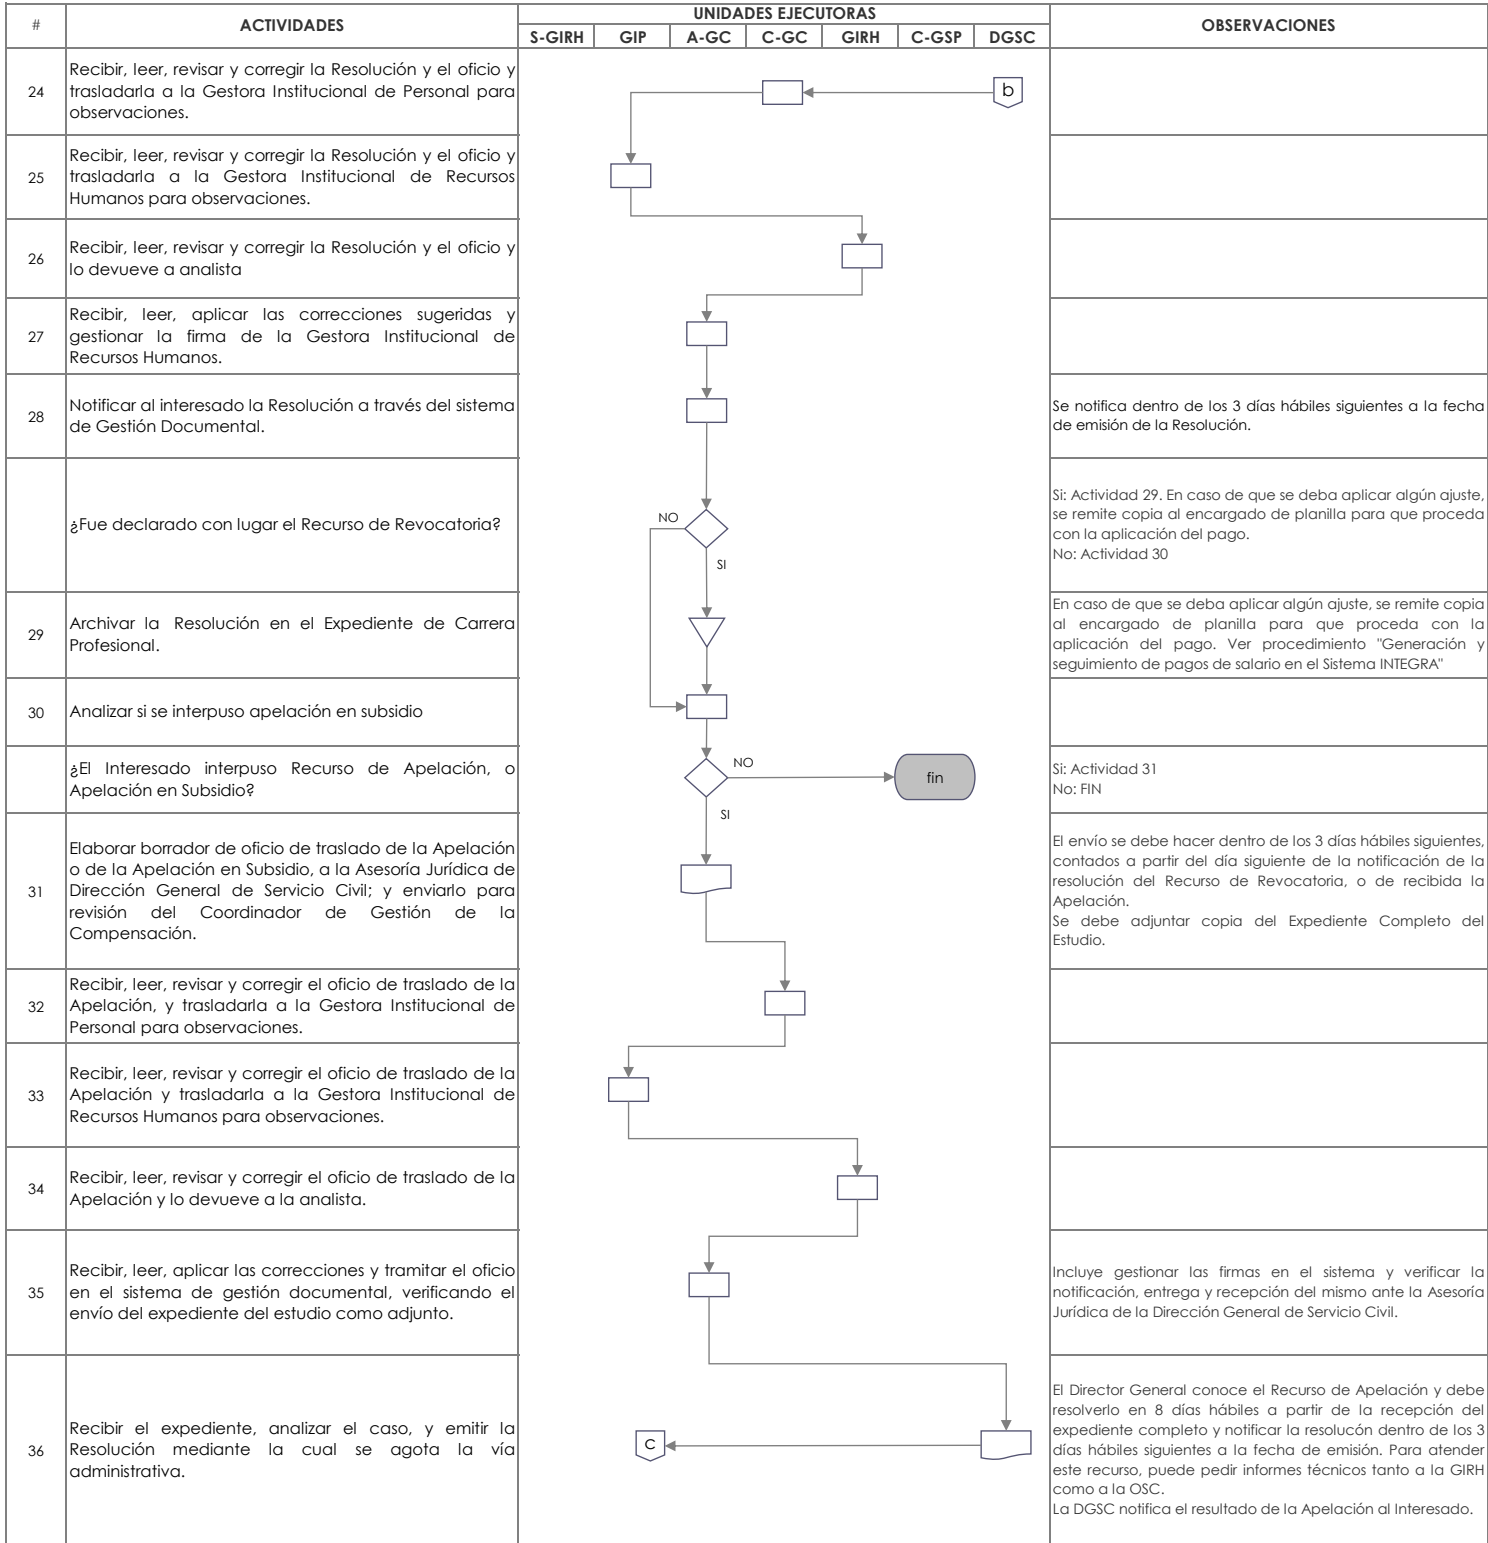 # ACTIVIDADES UNIDADES EJECUTORAS OBSERVACIONES
S-GIRH GIP A-GC C-GC GIRH C-GSP DGSC
24
Recibir, leer, revisar y corregir la Resolución y el oficio y
trasladarla a la Gestora Institucional de Personal para
observaciones.
b
25
Recibir, leer, revisar y corregir la Resolución y el oficio y
trasladarla a la Gestora Institucional de Recursos
Humanos para observaciones.
26
Recibir, leer, revisar y corregir la Resolución y el oficio y
lo devueve a analista
27
Recibir, leer, aplicar las correcciones sugeridas y
gestionar la firma de la Gestora Institucional de
Recursos Humanos.
28
Notificar al interesado la Resolución a través del sistema
de Gestión Documental.
Se notifica dentro de los 3 días hábiles siguientes a la fecha
de emisión de la Resolución.
¿Fue declarado con lugar el Recurso de Revocatoria?
NO
SI
Si: Actividad 29. En caso de que se deba aplicar algún ajuste,
se remite copia al encargado de planilla para que proceda
con la aplicación del pago.
No: Actividad 30
29
Archivar la Resolución en el Expediente de Carrera
Profesional.
En caso de que se deba aplicar algún ajuste, se remite copia
al encargado de planilla para que proceda con la
aplicación del pago. Ver procedimiento "Generación y
seguimiento de pagos de salario en el Sistema INTEGRA"
30
Analizar si se interpuso apelación en subsidio
¿El Interesado interpuso Recurso de Apelación, o
Apelación en Subsidio?
NO
fin
SI
Si: Actividad 31
No: FIN
31
Elaborar borrador de oficio de traslado de la Apelación
o de la Apelación en Subsidio, a la Asesoría Jurídica de
Dirección General de Servicio Civil; y enviarlo para
revisión del Coordinador de Gestión de la
Compensación.
El envío se debe hacer dentro de los 3 días hábiles siguientes,
contados a partir del día siguiente de la notificación de la
resolución del Recurso de Revocatoria, o de recibida la
Apelación.
Se debe adjuntar copia del Expediente Completo del
Estudio.
32
Recibir, leer, revisar y corregir el oficio de traslado de la
Apelación, y trasladarla a la Gestora Institucional de
Personal para observaciones.
33
Recibir, leer, revisar y corregir el oficio de traslado de la
Apelación y trasladarla a la Gestora Institucional de
Recursos Humanos para observaciones.
34
Recibir, leer, revisar y corregir el oficio de traslado de la
Apelación y lo devueve a la analista.
35
Recibir, leer, aplicar las correcciones y tramitar el oficio
en el sistema de gestión documental, verificando el
envío del expediente del estudio como adjunto.
Incluye gestionar las firmas en el sistema y verificar la
notificación, entrega y recepción del mismo ante la Asesoría
Jurídica de la Dirección General de Servicio Civil.
36
Recibir el expediente, analizar el caso, y emitir la
Resolución mediante la cual se agota la vía
administrativa.
c
El Director General conoce el Recurso de Apelación y debe
resolverlo en 8 días hábiles a partir de la recepción del
expediente completo y notificar la resolucón dentro de los 3
días hábiles siguientes a la fecha de emisión. Para atender
este recurso, puede pedir informes técnicos tanto a la GIRH
como a la OSC.
La DGSC notifica el resultado de la Apelación al Interesado.